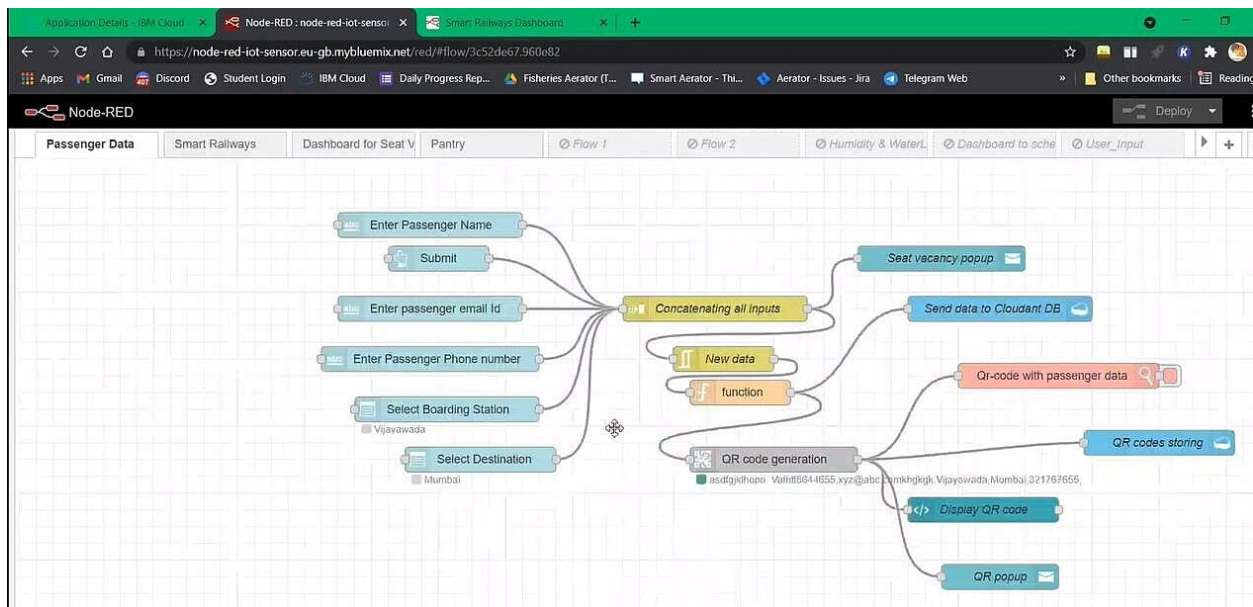 Application Details - IBM Cloud
Node-RED : node-red-iot-sensor
Smart Railways Dashboard
https://node-red-iot-sensor.eu-gb.mybluemix.net/red/#flow/3c52de67.960e82
Apps Gmail Discord Student Login IBM Cloud Daily Progress Rep... Fisheries Aerator (T... Smart Aerator - Thi... Aerator - Issues - Jira Telegram Web » Other bookmarks Reading
Node-RED
Deploy
Passenger Data Smart Railways Dashboard for Seat V Pantry Flow 1 Flow 2 Humidity & WaterL Dashboard to sche User_Input
Enter Passenger Name
Submit
Seat vacancy popup
Enter passenger email Id
Concatenating all inputs
Send data to Cloudant DB
Enter Passenger Phone number
New data
Qr-code with passenger data
function
Select Boarding Station
Vijayawada
QR codes storing
Select Destination
QR code generation
Mumbai
Vijayawada,Mumbai,321767655,
Display QR code
QR popup